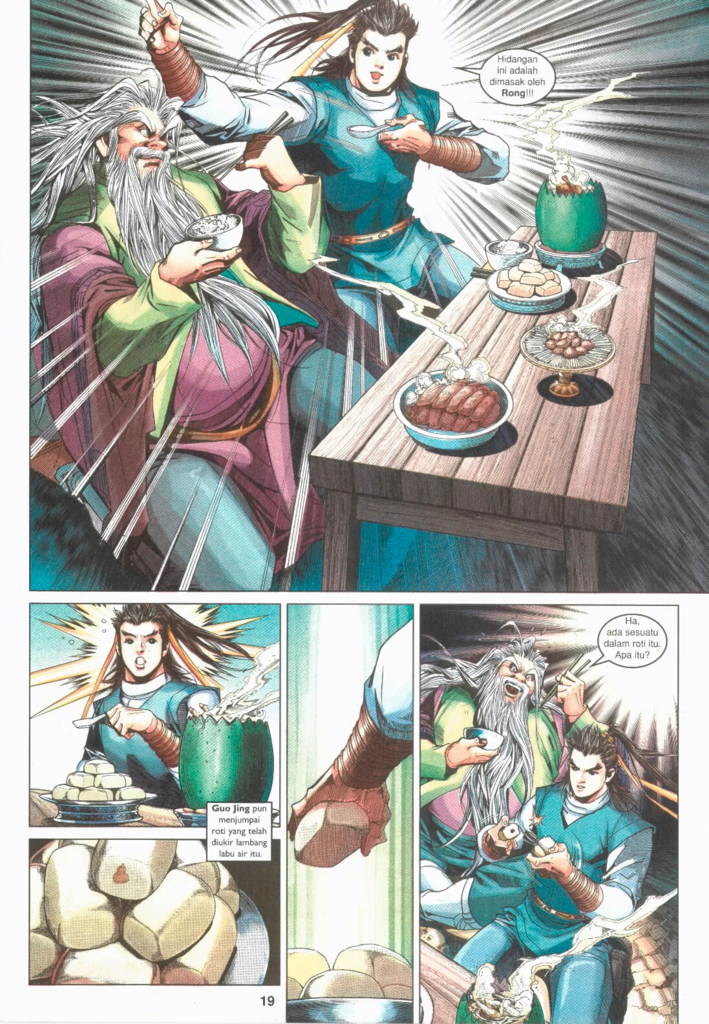 Hidangan
ini adalah
dimasak oleh
Rong!!!
Guo Jing pun
menjumpai
roti yang telah
diukir lambang
labu air itu.
Ha,
ada sesuatu
dalam roti itu.
Apa itu?
19